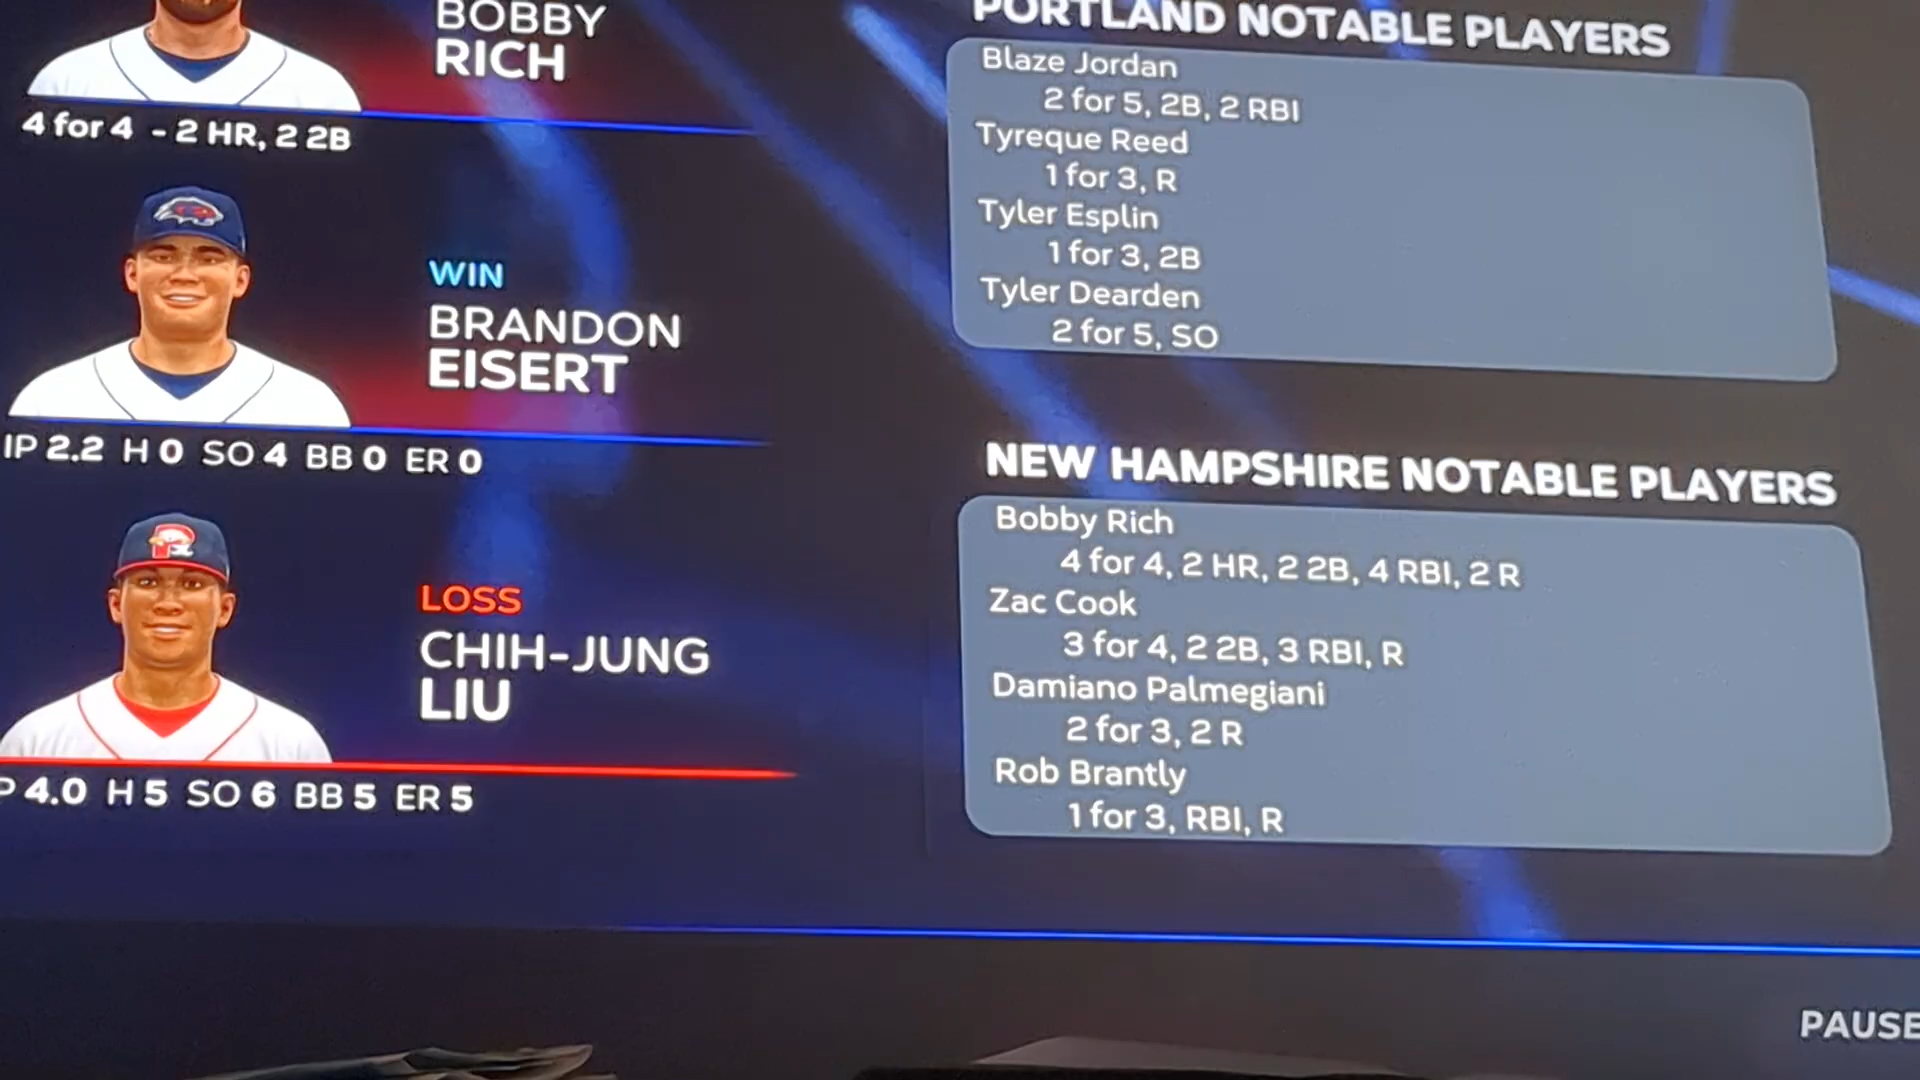 BOBBY
RICH
4 for 4 - 2 HR, 2 2B
WIN
BRANDON
EISERT
IP 2.2 H 0 SO 4 BB 0 ER 0
LOSS
CHIH-JUNG
LIU
P 4.0 H 5 SO 6 BB 5 ER 5
PORTLAND NOTABLE PLAYERS
Blaze Jordan
2 for 5, 2B, 2 RBI
Tyreque Reed
1 for 3, R
Tyler Esplin
1 for 3, 2B
Tyler Dearden
2 for 5, SO
NEW HAMPSHIRE NOTABLE PLAYERS
Bobby Rich
4 for 4, 2 HR, 2 2B, 4 RBI, 2 R
Zac Cook
3 for 4, 2 2B, 3 RBI, R
Damiano Palmegiani
2 for 3, 2 R
Rob Brantly
1 for 3, RBI, R
PAUSE